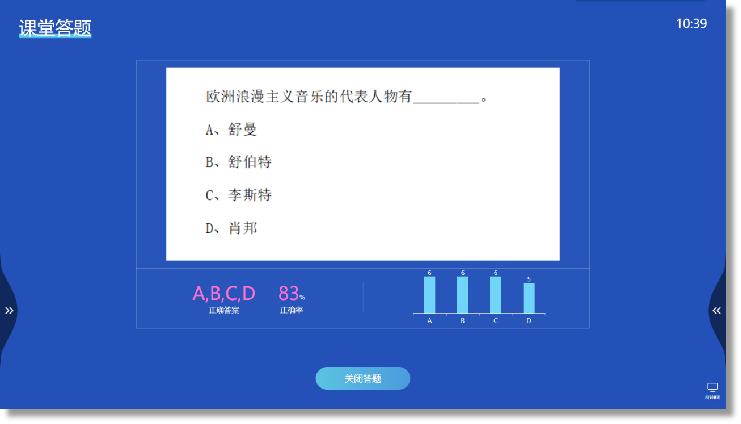 课堂答题
10:39
欧洲浪漫主义音乐的代表人物有_________。
A、舒曼
B、舒伯特
C、李斯特
D、肖邦
A,B,C,D
正确答案
83%
正确率
6 6 6 5
A B C D
关闭答题